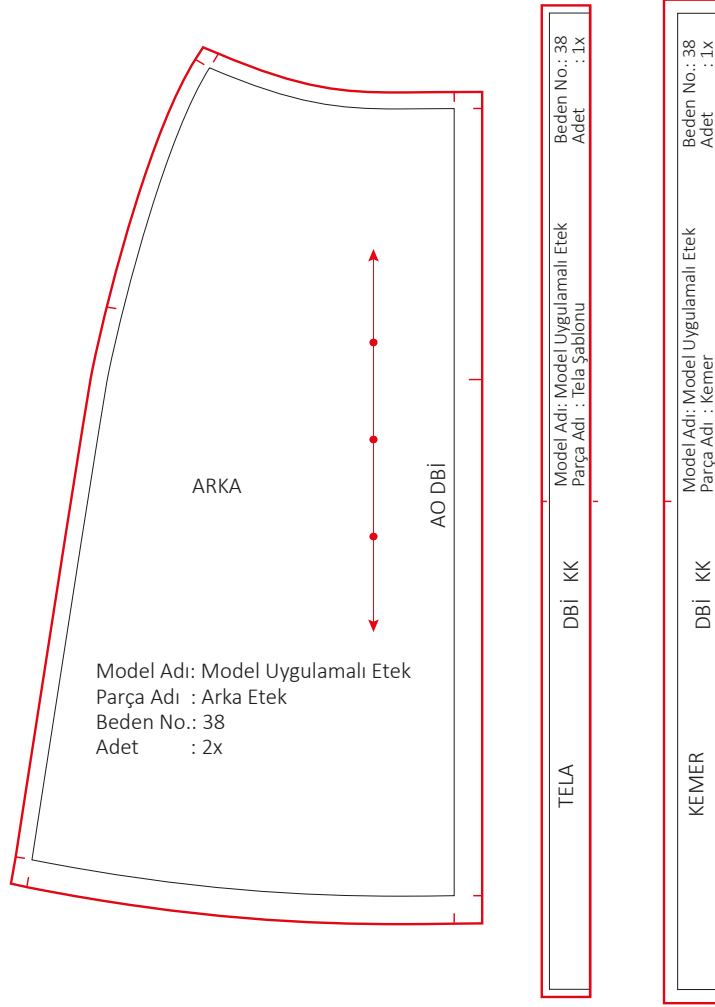 ARKA
AO DBİ
Model Adı: Model Uygulamalı Etek
Parça Adı : Arka Etek
Beden No.: 38
Adet : 2x
TELA DBİ KK
Model Adı: Model Uygulamalı Etek
Parça Adı : Tela Şablonu
Beden No.: 38
Adet : 1x
KEMER DBİ KK
Model Adı: Model Uygulamalı Etek
Parça Adı : Kemer
Beden No.: 38
Adet : 1x